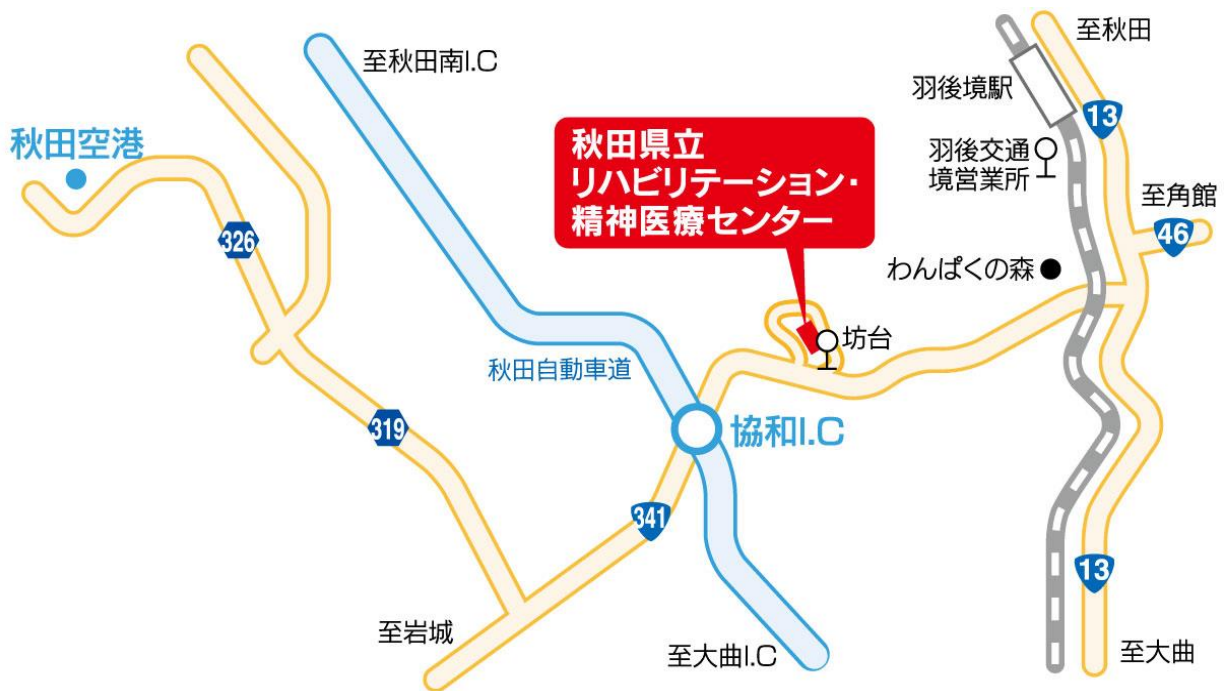 至秋田
至秋田南I.C
羽後境駅
13
秋田空港
秋田県立
リハビリテーション・
精神医療センター
羽後交通
境営業所
至角館
326
46
わんぱくの森
坊台
秋田自動車道
319
協和I.C
341
13
至岩城
至大曲I.C
至大曲